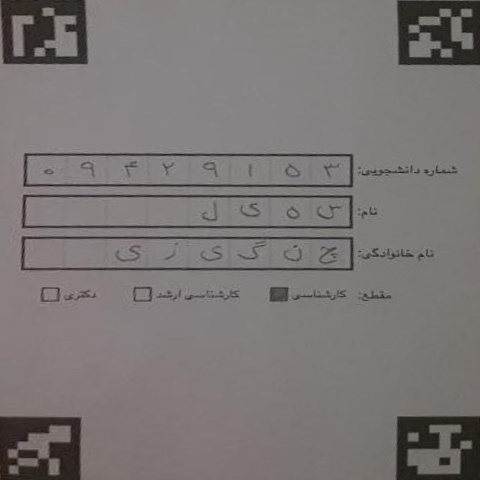 شماره دانشجویی: ۰ ۹ ۴ ۲ ۹ ۱ ۵ ۳
نام: س ه ی ل
نام خانوادگی: چ ن گ ی ز ی
مقطع: کارشناسی کارشناسی ارشد دکتری